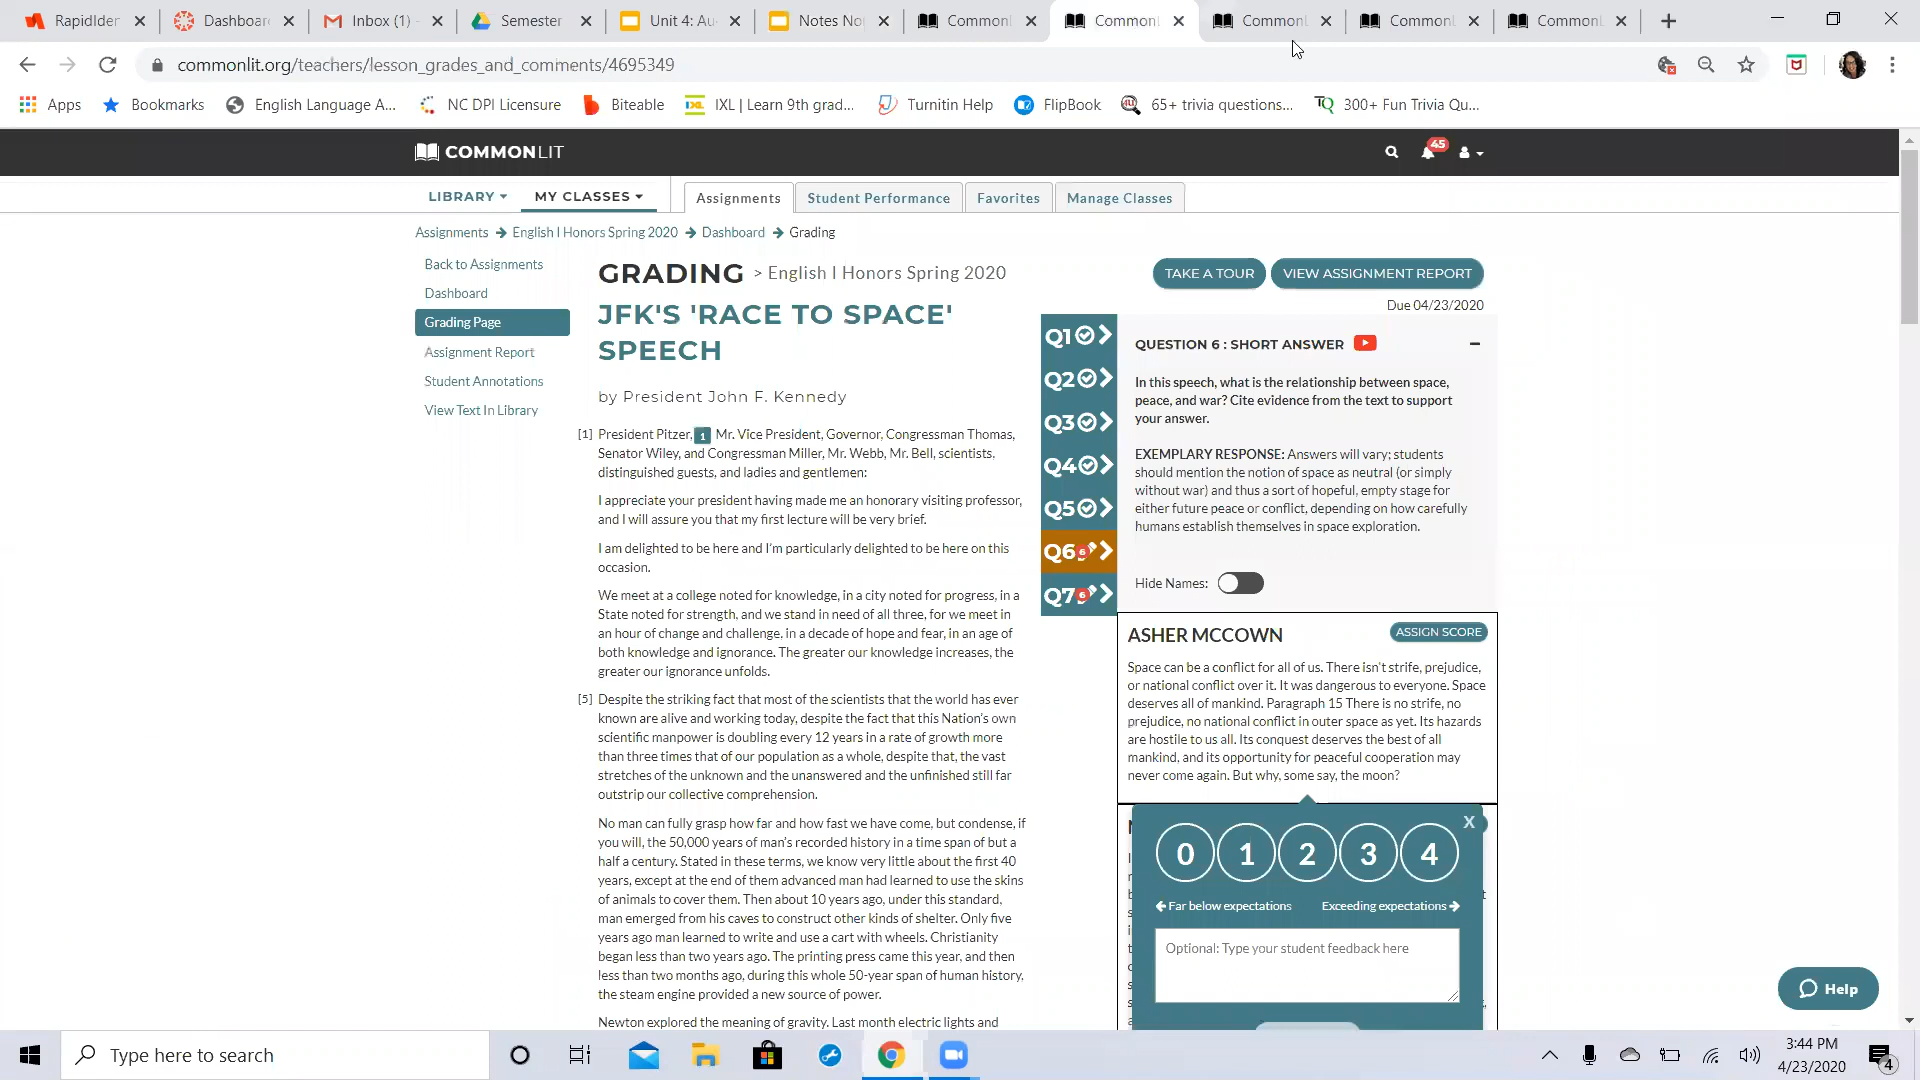 RapidIden
Dashboar
Inbox (1)
Semester
Unit 4: Au
Notes No
CommonL
CommonL
CommonL
CommonL
CommonL
commonlit.org/teachers/lesson_grades_and_comments/4695349
Apps
Bookmarks
English Language A...
NC DPI Licensure
Biteable
IXL | Learn 9th grad...
Turnitin Help
FlipBook
65+ trivia questions...
300+ Fun Trivia Qu...
COMMONLIT
45
LIBRARY
MY CLASSES
Assignments
Student Performance
Favorites
Manage Classes
Assignments → English I Honors Spring 2020 → Dashboard → Grading
Back to Assignments
Dashboard
Grading Page
Assignment Report
Student Annotations
View Text In Library
GRADING > English I Honors Spring 2020
TAKE A TOUR
VIEW ASSIGNMENT REPORT
Due 04/23/2020
JFK'S 'RACE TO SPACE'
SPEECH
by President John F. Kennedy
[1] President Pitzer, 1 Mr. Vice President, Governor, Congressman Thomas,
Senator Wiley, and Congressman Miller, Mr. Webb, Mr. Bell, scientists,
distinguished guests, and ladies and gentlemen:
I appreciate your president having made me an honorary visiting professor,
and I will assure you that my first lecture will be very brief.
I am delighted to be here and I'm particularly delighted to be here on this
occasion.
We meet at a college noted for knowledge, in a city noted for progress, in a
State noted for strength, and we stand in need of all three, for we meet in
an hour of change and challenge, in a decade of hope and fear, in an age of
both knowledge and ignorance. The greater our knowledge increases, the
greater our ignorance unfolds.
[5] Despite the striking fact that most of the scientists that the world has ever
known are alive and working today, despite the fact that this Nation's own
scientific manpower is doubling every 12 years in a rate of growth more
than three times that of our population as a whole, despite that, the vast
stretches of the unknown and the unanswered and the unfinished still far
outstrip our collective comprehension.
No man can fully grasp how far and how fast we have come, but condense, if
you will, the 50,000 years of man's recorded history in a time span of but a
half a century. Stated in these terms, we know very little about the first 40
years, except at the end of them advanced man had learned to use the skins
of animals to cover them. Then about 10 years ago, under this standard,
man emerged from his caves to construct other kinds of shelter. Only five
years ago man learned to write and use a cart with wheels. Christianity
began less than two years ago. The printing press came this year, and then
less than two months ago, during this whole 50-year span of human history,
the steam engine provided a new source of power.
Newton explored the meaning of gravity. Last month electric lights and
Q1
Q2
Q3
Q4
Q5
Q6 6
Q7 6
QUESTION 6 : SHORT ANSWER
In this speech, what is the relationship between space,
peace, and war? Cite evidence from the text to support
your answer.
EXEMPLARY RESPONSE: Answers will vary; students
should mention the notion of space as neutral (or simply
without war) and thus a sort of hopeful, empty stage for
either future peace or conflict, depending on how carefully
humans establish themselves in space exploration.
Hide Names:
ASHER MCCOWN
ASSIGN SCORE
Space can be a conflict for all of us. There isn't strife, prejudice,
or national conflict over it. It was dangerous to everyone. Space
deserves all of mankind. Paragraph 15 There is no strife, no
prejudice, no national conflict in outer space as yet. Its hazards
are hostile to us all. Its conquest deserves the best of all
mankind, and its opportunity for peaceful cooperation may
never come again. But why, some say, the moon?
X
0 1 2 3 4
← Far below expectations
Exceeding expectations →
Optional: Type your student feedback here
Help
Type here to search
3:44 PM
4/23/2020
4